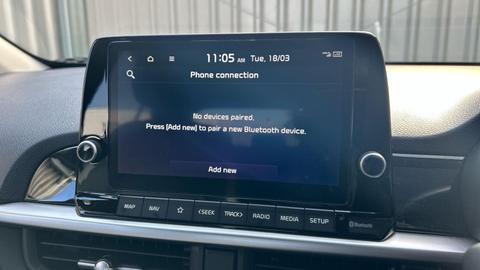 11:05 AM Tue, 18/03
Phone connection
No devices paired.
Press [Add new] to pair a new Bluetooth device.
Add new
MAP NAV ☆ <SEEK TRACK> RADIO MEDIA SETUP Bluetooth